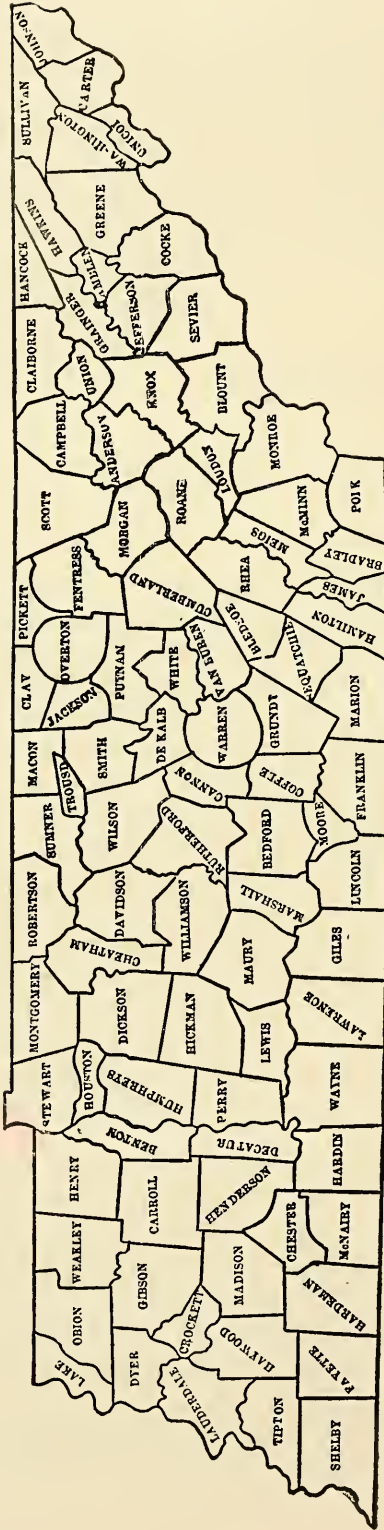 LAKE
OBION
WEAKLEY
HENRY
STEWART
MONTGOMERY
ROBERTSON
SUMNER
MACON
CLAY
PICKETT
SCOTT
CAMPBELL
CLAIBORNE
HANCOCK
HAWKINS
SULLIVAN
JOHNSON
CARTER
UNICOI
WA-HINGTON
GREENE
TROUSD
JACKSON
OVERTON
FENTRESS
UNION
GRAINGER
DYER
GIBSON
CARROLL
BENTON
HOUSTON
HUMPHREYS
DICKSON
CHEATHAM
DAVIDSON
WILSON
SMITH
PUTNAM
MORGAN
ANDERSON
KNOX
JEFFERSON
COCKE
SEVIER
LAUDERDALE
CROCKETT
HAYWOOD
MADISON
HENDERSON
DECATUR
PERRY
HICKMAN
WILLIAMSON
RUTHERFORD
CANNON
DE KALB
WHITE
CUMBERLAND
ROANE
LOUDON
BLOUNT
TIPTON
CHESTER
LEWIS
MAURY
MARSHALL
BEDFORD
COFFEE
WARREN
VAN BUREN
BLEDSOE
RHEA
MEIGS
McMINN
MONROE
SHELBY
FAYETTE
HARDEMAN
McNAIRY
HARDIN
WAYNE
LAWRENCE
GILES
LINCOLN
MOORE
FRANKLIN
GRUNDY
SEQUATCHIE
MARION
HAMILTON
JAMES
BRADLEY
POLK